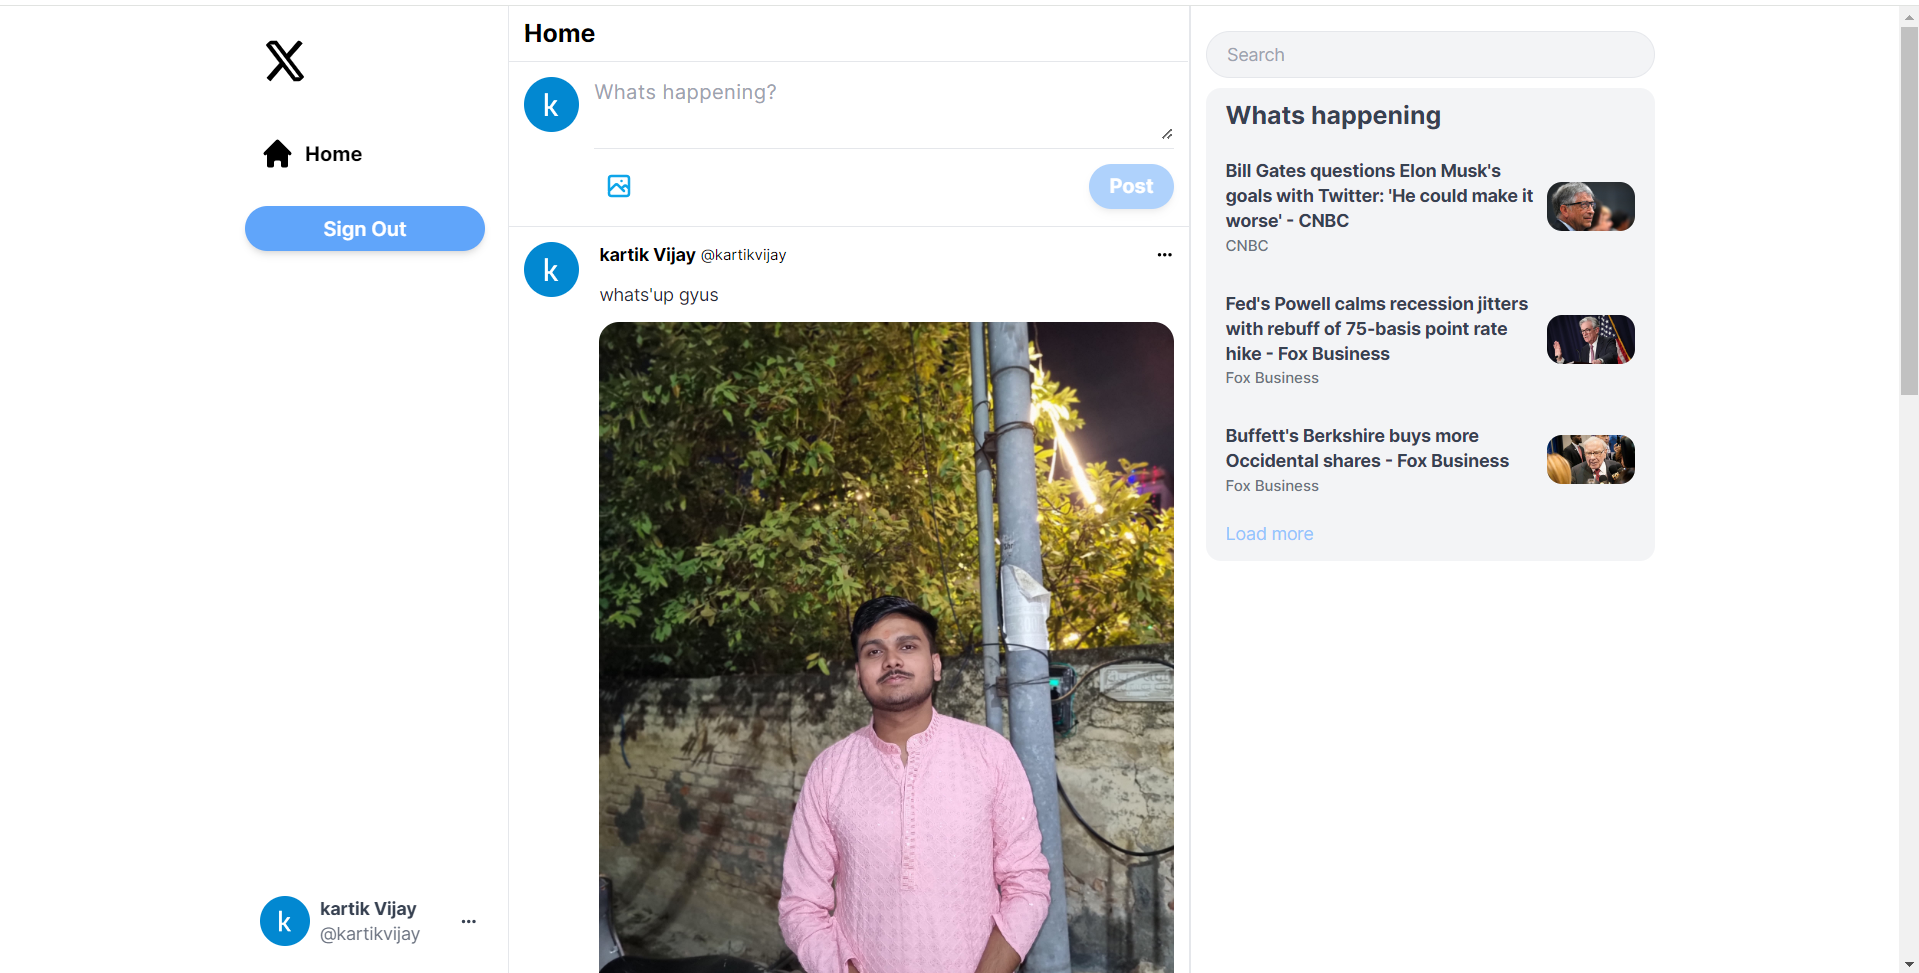 Home
Sign Out
k
kartik Vijay
@kartikvijay
Home
k
Whats happening?
Post
k
kartik Vijay @kartikvijay
whats'up gyus
Search
Whats happening
Bill Gates questions Elon Musk's
goals with Twitter: 'He could make it
worse' - CNBC
CNBC
Fed's Powell calms recession jitters
with rebuff of 75-basis point rate
hike - Fox Business
Fox Business
Buffett's Berkshire buys more
Occidental shares - Fox Business
Fox Business
Load more